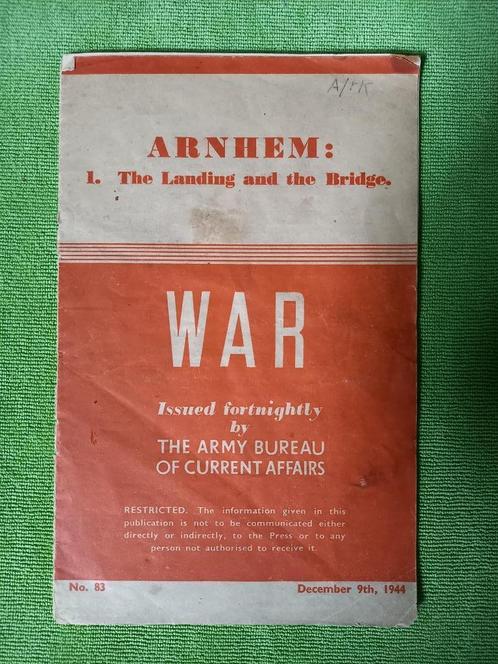 ARNHEM:
1. The Landing and the Bridge.
WAR
Issued fortnightly
by
THE ARMY BUREAU
OF CURRENT AFFAIRS
RESTRICTED. The information given in this
publication is not to be communicated either
directly or indirectly, to the Press or to any
person not authorised to receive it.
No. 83 December 9th, 1944